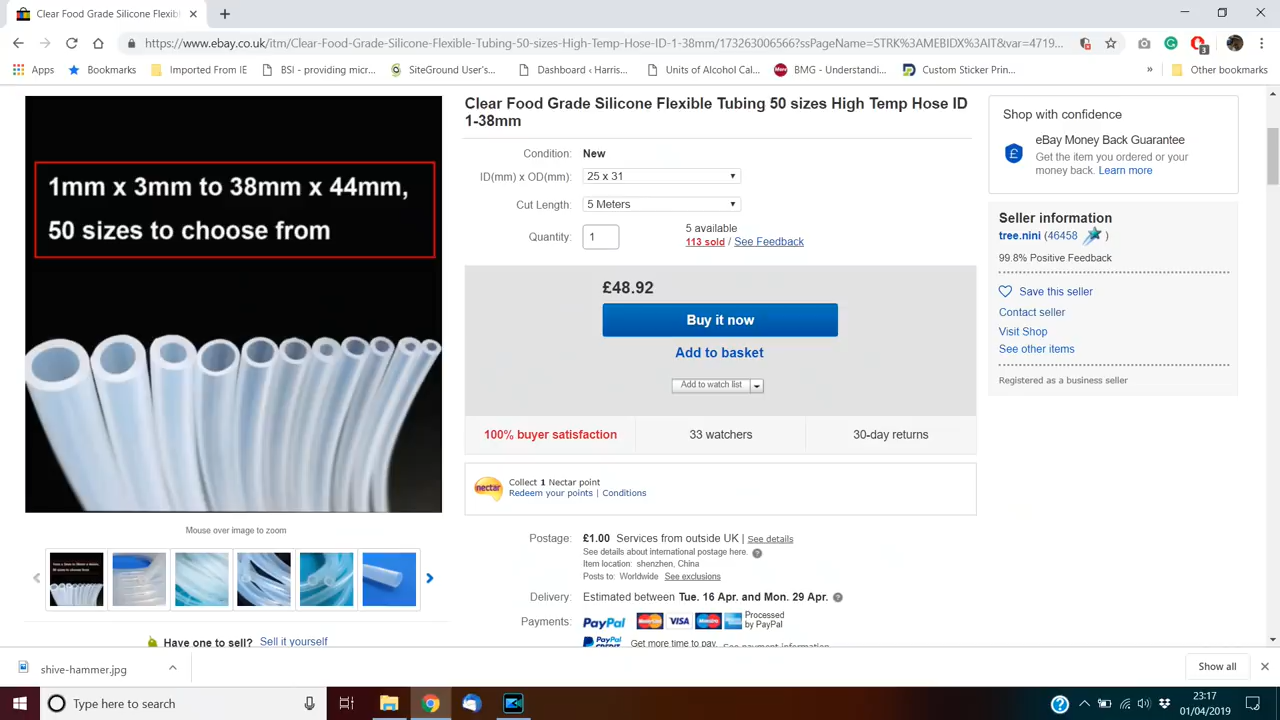 Clear Food Grade Silicone Flexibl
https://www.ebay.co.uk/itm/Clear-Food-Grade-Silicone-Flexible-Tubing-50-sizes-High-Temp-Hose-ID-1-38mm/173263006566?ssPageName=STRK%3AMEBIDX%3AIT&var=4719...
3
Apps Bookmarks Imported From IE BSI - providing micr... SiteGround User's... Dashboard ‹ Harris... Units of Alcohol Cal... BMG - Understandi... Custom Sticker Prin... » Other bookmarks
1mm x 3mm to 38mm x 44mm,
50 sizes to choose from
Mouse over image to zoom
Have one to sell? Sell it yourself
Clear Food Grade Silicone Flexible Tubing 50 sizes High Temp Hose ID
1-38mm
Condition: New
ID(mm) x OD(mm): 25 x 31
Cut Length: 5 Meters
Quantity: 1
5 available
113 sold / See Feedback
£48.92
Buy it now
Add to basket
Add to watch list
100% buyer satisfaction 33 watchers 30-day returns
nectar
Collect 1 Nectar point
Redeem your points | Conditions
Postage: £1.00 Services from outside UK | See details
See details about international postage here. ?
Item location: shenzhen, China
Posts to: Worldwide See exclusions
Delivery: Estimated between Tue. 16 Apr. and Mon. 29 Apr. ?
Payments: PayPal VISA Processed
by PayPal
PayPal
CREDIT
Get more time to pay. See payment information
Shop with confidence
£
eBay Money Back Guarantee
Get the item you ordered or your
money back. Learn more
Seller information
tree.nini (46458 )
99.8% Positive Feedback
Save this seller
Contact seller
Visit Shop
See other items
Registered as a business seller
shive-hammer.jpg
Show all
Type here to search
23:17
01/04/2019